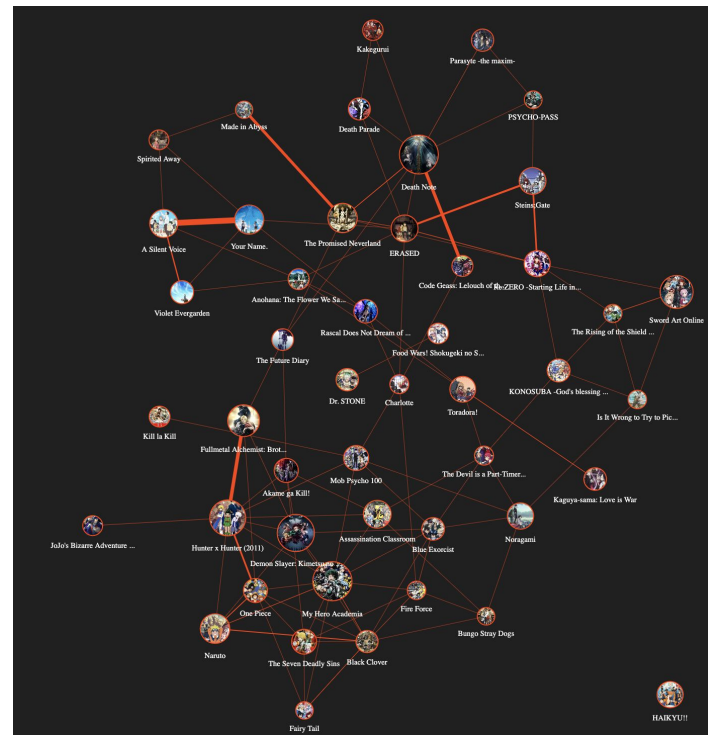 Kakegurui
Parasyte -the maxim-
PSYCHO-PASS
Made in Abyss
Death Parade
Spirited Away
Death Note
Steins;Gate
A Silent Voice
Your Name.
The Promised Neverland
ERASED
Code Geass: Lelouch of
Re:ZERO -Starting Life in...
Violet Evergarden
Anohana: The Flower We Sa...
Sword Art Online
Rascal Does Not Dream of ...
The Rising of the Shield ...
The Future Diary
Food Wars! Shokugeki no S...
Dr. STONE
Charlotte
KONOSUBA -God's blessing ...
Toradora!
Is It Wrong to Try to Pic...
Kill la Kill
Fullmetal Alchemist: Brot...
Mob Psycho 100
The Devil is a Part-Timer...
Akame ga Kill!
Kaguya-sama: Love is War
JoJo's Bizarre Adventure ...
Hunter x Hunter (2011)
Assassination Classroom
Blue Exorcist
Noragami
Demon Slayer: Kimetsu no ...
One Piece
My Hero Academia
Fire Force
Bungo Stray Dogs
Naruto
The Seven Deadly Sins
Black Clover
Fairy Tail
HAIKYU!!